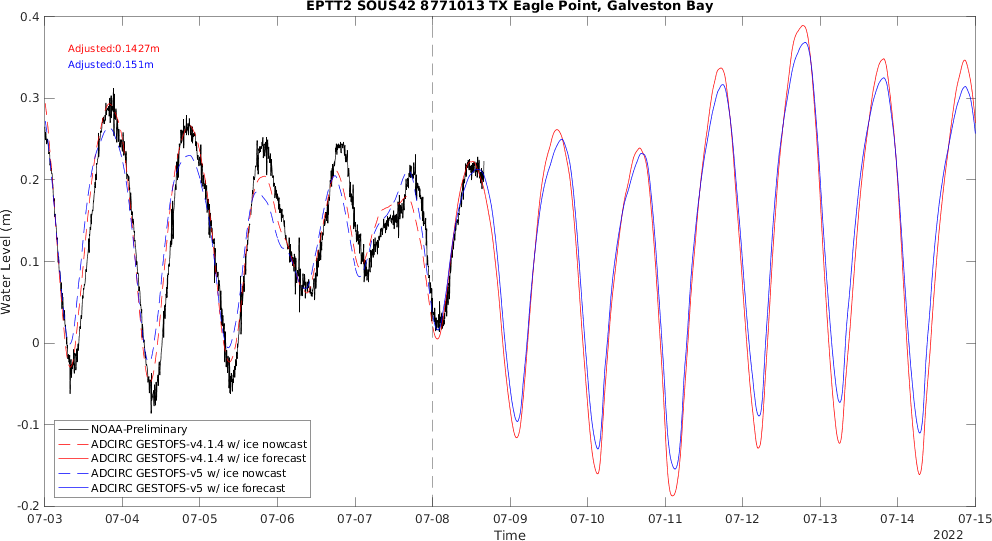 EPTT2 SOUS42 8771013 TX Eagle Point, Galveston Bay
Adjusted:0.1427m
Adjusted:0.151m
Water Level (m)
0.4
0.3
0.2
0.1
0
-0.1
-0.2
NOAA-Preliminary
ADCIRC GESTOFS-v4.1.4 w/ ice nowcast
ADCIRC GESTOFS-v4.1.4 w/ ice forecast
ADCIRC GESTOFS-v5 w/ ice nowcast
ADCIRC GESTOFS-v5 w/ ice forecast
07-03 07-04 07-05 07-06 07-07 07-08 07-09 07-10 07-11 07-12 07-13 07-14 07-15
Time
2022